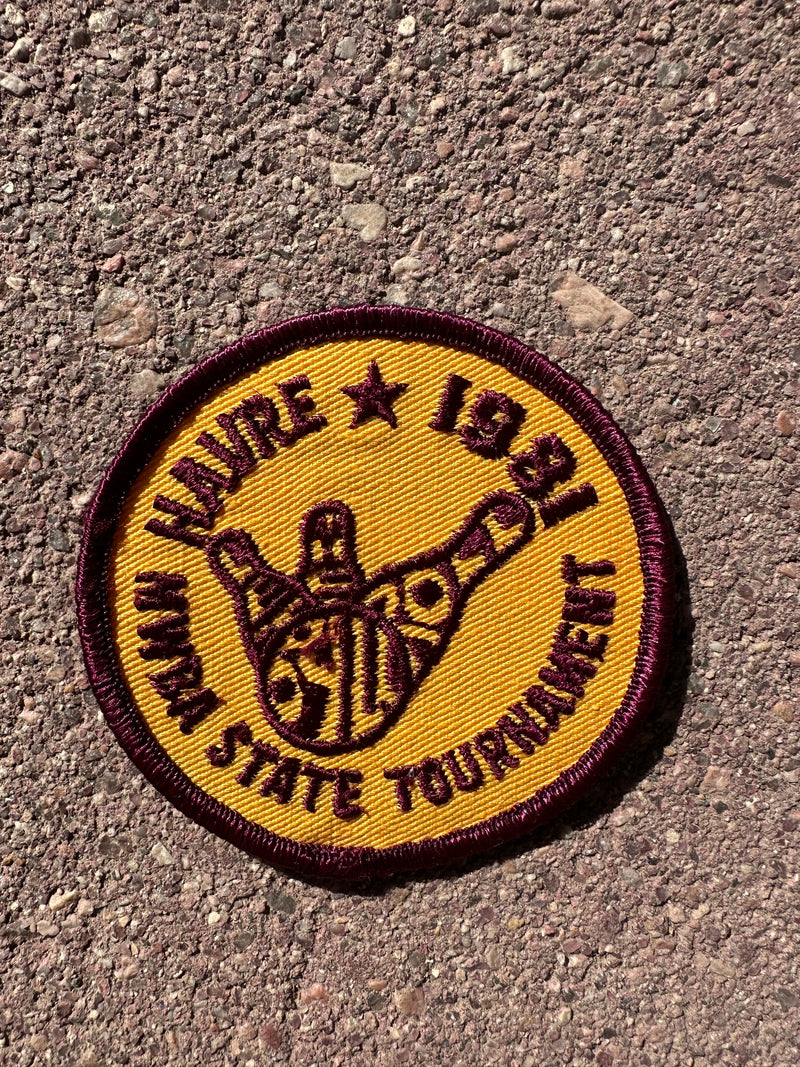 HAVRE ★ 1981
MWBA STATE TOURNAMENT